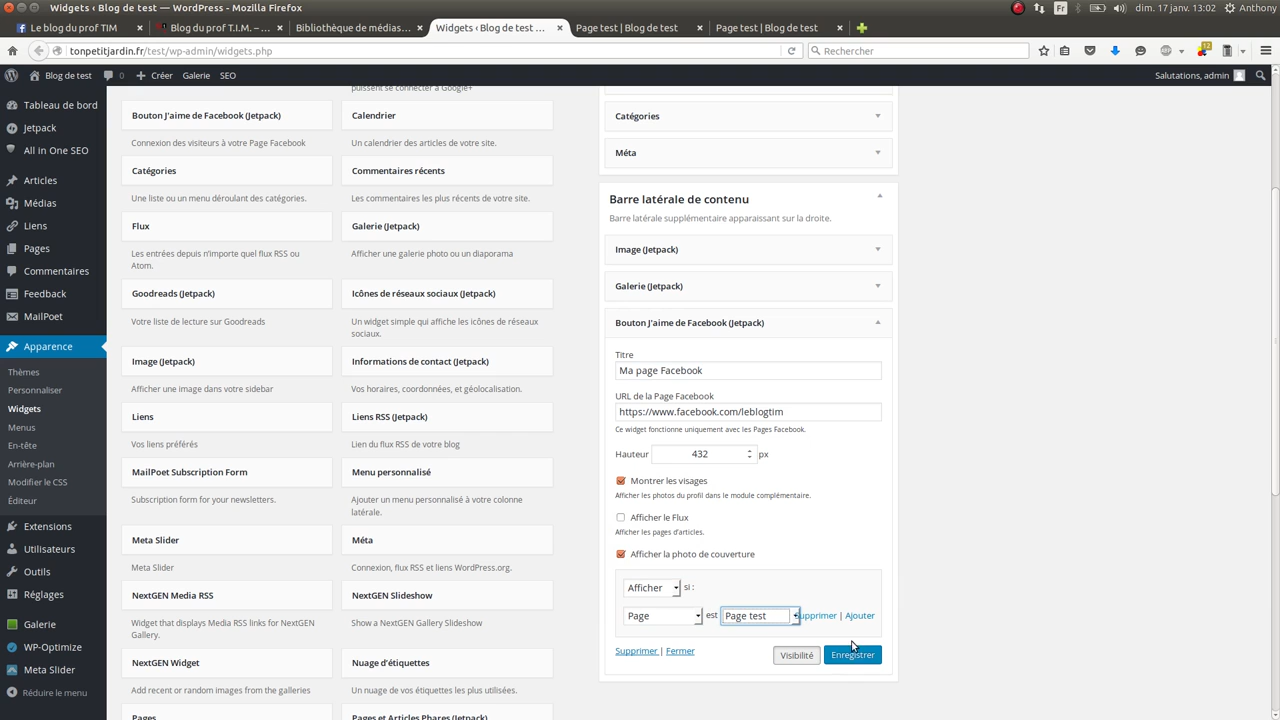 Widgets ‹ Blog de test — WordPress - Mozilla Firefox
Fr
dim., 17 janv. 13:02 Anthony
Le blog du prof TIM
Blog du prof T.I.M. – ...
Bibliothèque de médias...
Widgets ‹ Blog de test ...
Page test | Blog de test
Page test | Blog de test
tonpetitjardin.fr/test/wp-admin/widgets.php
Rechercher
Blog de test 0 Créer Galerie SEO
Salutations, admin
Tableau de bord
Jetpack
All in One SEO
Articles
Médias
Liens
Pages
Commentaires
Feedback
MailPoet
Apparence
Thèmes
Personnaliser
Widgets
Menus
En-tête
Arrière-plan
Modifier le CSS
Éditeur
Extensions
Utilisateurs
Outils
Réglages
Galerie
WP-Optimize
Meta Slider
Réduire le menu
puissent se connecter à Google+
Bouton J'aime de Facebook (Jetpack)
Connexion des visiteurs à votre Page Facebook
Calendrier
Un calendrier des articles de votre site.
Catégories
Une liste ou un menu déroulant des catégories.
Commentaires récents
Les commentaires les plus récents de votre site.
Flux
Les entrées depuis n'importe quel flux RSS ou
Atom.
Galerie (Jetpack)
Afficher une galerie photo ou un diaporama
Goodreads (Jetpack)
Votre liste de lecture sur Goodreads
Icônes de réseaux sociaux (Jetpack)
Un widget simple qui affiche les icônes de réseaux
sociaux.
Image (Jetpack)
Afficher une image dans votre sidebar
Informations de contact (Jetpack)
Vos horaires, coordonnées, et géolocalisation.
Liens
Vos liens préférés
Liens RSS (Jetpack)
Lien du flux RSS de votre blog
MailPoet Subscription Form
Subscription form for your newsletters.
Menu personnalisé
Ajouter un menu personnalisé à votre colonne
latérale.
Meta Slider
Meta Slider
Méta
Connexion, flux RSS et liens WordPress.org.
NextGEN Media RSS
Widget that displays Media RSS links for NextGEN
Gallery.
NextGEN Slideshow
Show a NextGEN Gallery Slideshow
NextGEN Widget
Add recent or random images from the galleries
Nuage d'étiquettes
Un nuage de vos étiquettes les plus utilisées.
Pages
Pages et Articles Phares (Jetpack)
Catégories
Méta
Barre latérale de contenu
Barre latérale supplémentaire apparaissant sur la droite.
Image (Jetpack)
Galerie (Jetpack)
Bouton J'aime de Facebook (Jetpack)
Titre
Ma page Facebook
URL de la Page Facebook
https://www.facebook.com/leblogtim
Ce widget fonctionne uniquement avec les Pages Facebook.
Hauteur 432 px
Montrer les visages
Afficher les photos du profil dans le module complémentaire.
Afficher le Flux
Afficher les pages d'articles.
Afficher la photo de couverture
Afficher si :
Page est Page test Supprimer | Ajouter
Supprimer | Fermer Visibilité Enregistrer